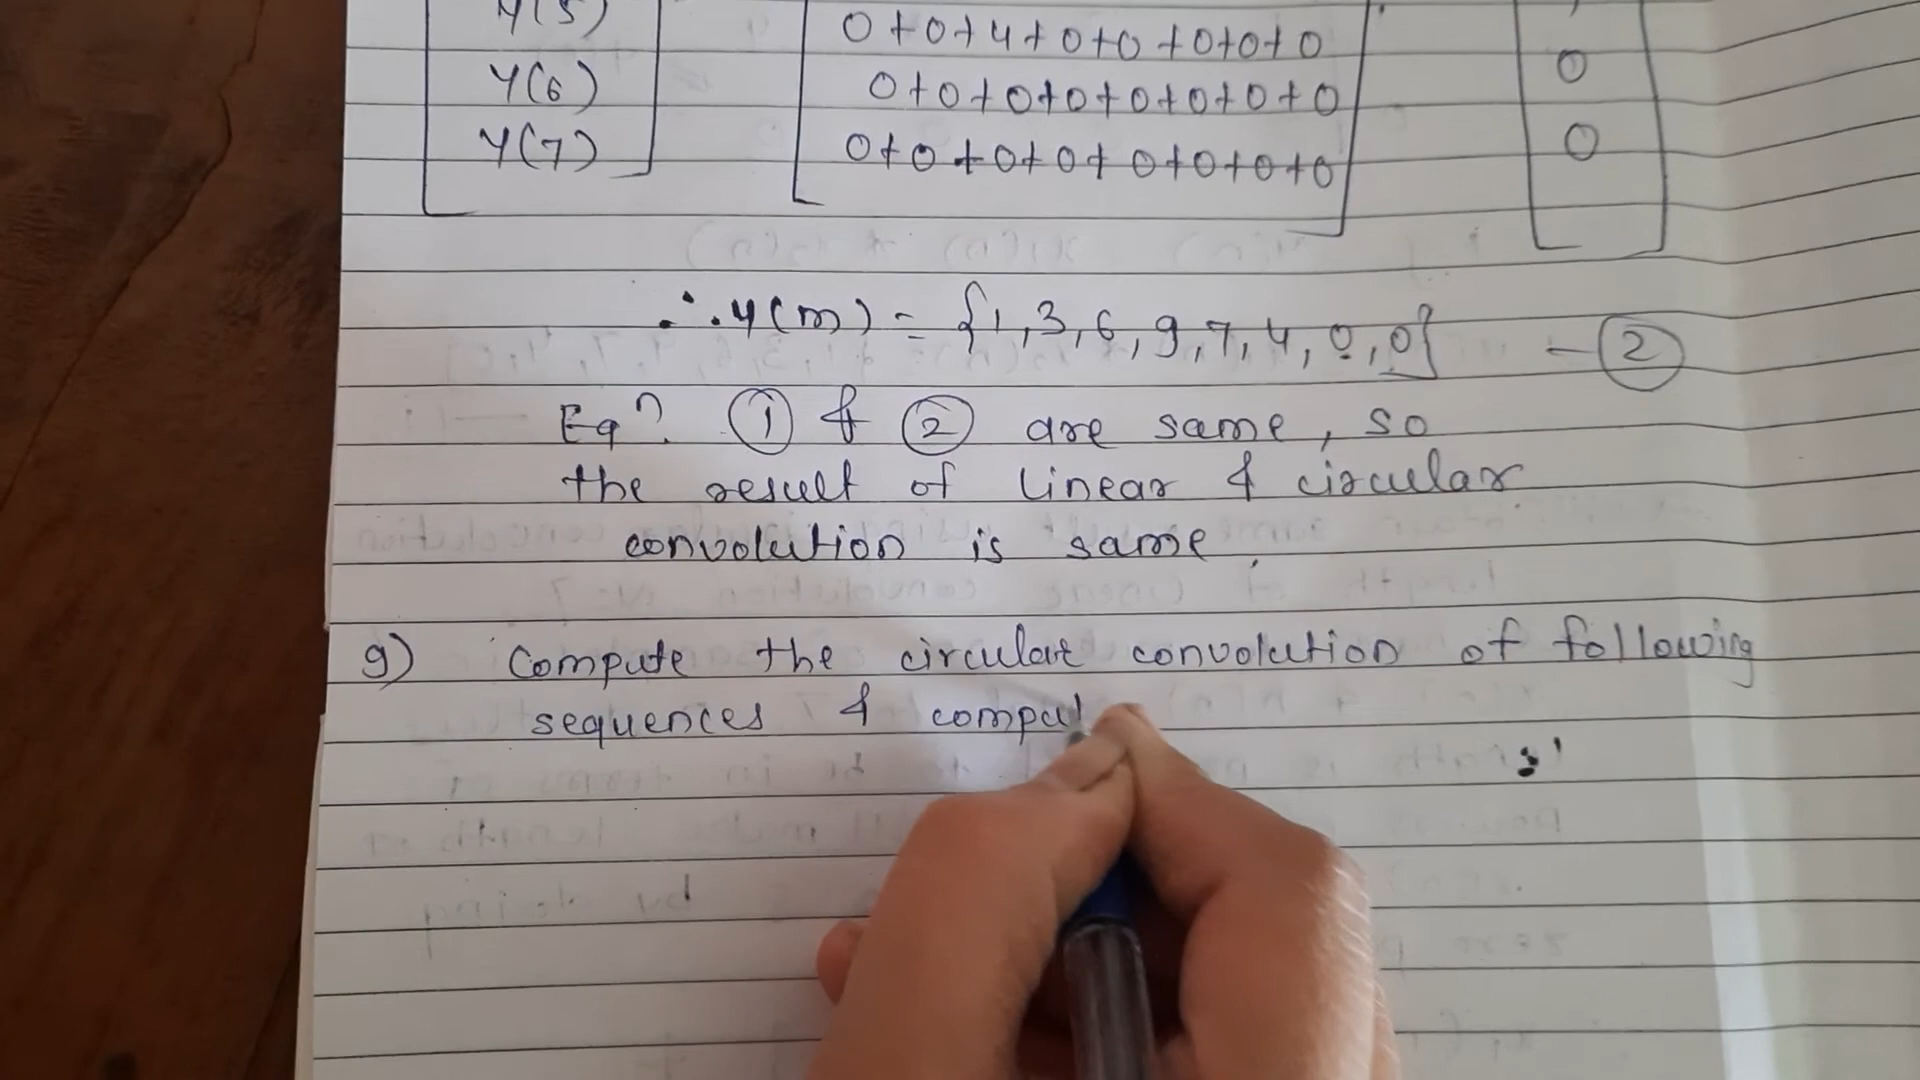 Y(5) 0+0+4+0+0+0+0+0
Y(6) 0+0+0+0+0+0+0+0 0
Y(7) 0+0+0+0+0+0+0+0 0
∴ y(m) = {1,3,6,9,7,4,0,0} - ②
Eqn. ① & ② are same, so
the result of linear & circular
convolution is same.
9) Compute the circular convolution of following
sequences & compa